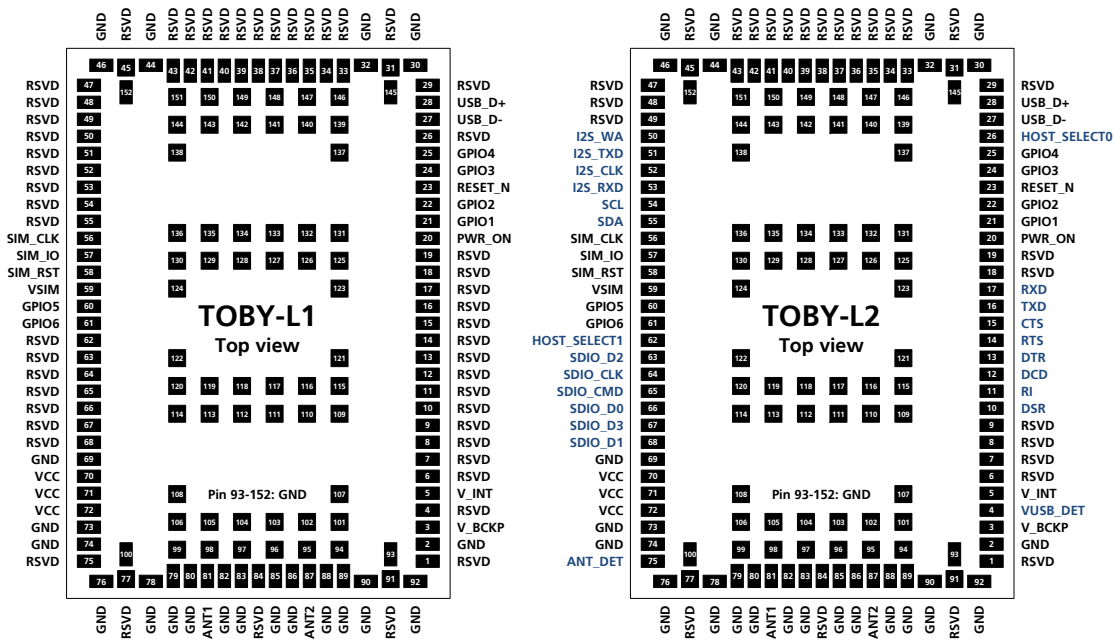 GND RSVD GND RSVD RSVD RSVD RSVD RSVD RSVD RSVD RSVD RSVD RSVD RSVD GND RSVD GND
46 45 44 43 42 41 40 39 38 37 36 35 34 33 32 31 30
RSVD 47 152 151 150 149 148 147 146 145 29 RSVD
RSVD 48 28 USB_D+
RSVD 49 144 143 142 141 140 139 27 USB_D-
RSVD 50 26 RSVD
RSVD 51 138 137 25 GPIO4
RSVD 52 24 GPIO3
RSVD 53 23 RESET_N
RSVD 54 22 GPIO2
RSVD 55 21 GPIO1
SIM_CLK 56 136 135 134 133 132 131 20 PWR_ON
SIM_IO 57 130 129 128 127 126 125 19 RSVD
SIM_RST 58 18 RSVD
VSIM 59 124 123 17 RSVD
GPIO5 60 16 RSVD
TOBY-L1
GPIO6 61 15 RSVD
Top view
RSVD 62 14 RSVD
RSVD 63 122 121 13 RSVD
RSVD 64 12 RSVD
RSVD 65 120 119 118 117 116 115 11 RSVD
RSVD 66 114 113 112 111 110 109 10 RSVD
RSVD 67 9 RSVD
RSVD 68 8 RSVD
GND 69 7 RSVD
VCC 70 6 RSVD
VCC 71 108 Pin 93-152: GND 107 5 V_INT
VCC 72 4 RSVD
GND 73 106 105 104 103 102 101 3 V_BCKP
GND 74 2 GND
RSVD 75 100 99 98 97 96 95 94 93 1 RSVD
76 77 78 79 80 81 82 83 84 85 86 87 88 89 90 91 92
GND RSVD GND GND GND ANT1 GND GND RSVD GND GND ANT2 GND GND GND RSVD GND
GND RSVD GND RSVD RSVD RSVD RSVD RSVD RSVD RSVD RSVD RSVD RSVD RSVD GND RSVD GND
46 45 44 43 42 41 40 39 38 37 36 35 34 33 32 31 30
RSVD 47 152 151 150 149 148 147 146 145 29 RSVD
RSVD 48 28 USB_D+
RSVD 49 144 143 142 141 140 139 27 USB_D-
I2S_WA 50 26 HOST_SELECT0
I2S_TXD 51 138 137 25 GPIO4
I2S_CLK 52 24 GPIO3
I2S_RXD 53 23 RESET_N
SCL 54 22 GPIO2
SDA 55 21 GPIO1
SIM_CLK 56 136 135 134 133 132 131 20 PWR_ON
SIM_IO 57 130 129 128 127 126 125 19 RSVD
SIM_RST 58 18 RSVD
VSIM 59 124 123 17 RXD
GPIO5 60 16 TXD
TOBY-L2
GPIO6 61 15 CTS
Top view
HOST_SELECT1 62 14 RTS
SDIO_D2 63 122 121 13 DTR
SDIO_CLK 64 12 DCD
SDIO_CMD 65 120 119 118 117 116 115 11 RI
SDIO_D0 66 114 113 112 111 110 109 10 DSR
SDIO_D3 67 9 RSVD
SDIO_D1 68 8 RSVD
GND 69 7 RSVD
VCC 70 6 RSVD
VCC 71 108 Pin 93-152: GND 107 5 V_INT
VCC 72 4 VUSB_DET
GND 73 106 105 104 103 102 101 3 V_BCKP
GND 74 2 GND
ANT_DET 75 100 99 98 97 96 95 94 93 1 RSVD
76 77 78 79 80 81 82 83 84 85 86 87 88 89 90 91 92
GND RSVD GND GND GND ANT1 GND GND RSVD GND GND ANT2 GND GND GND RSVD GND